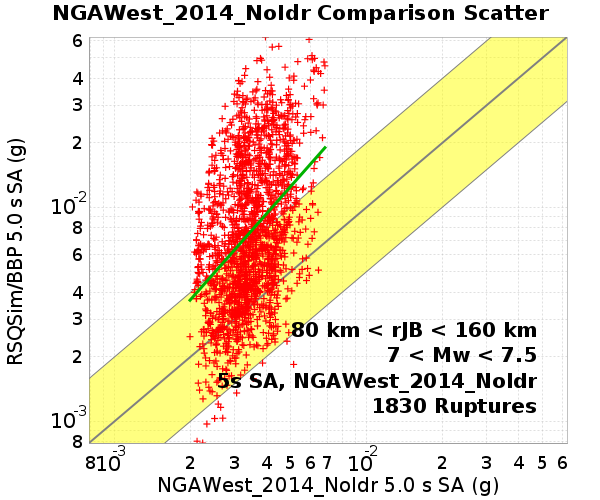 NGAWest_2014_NoIdr Comparison Scatter
6
4
3
2
10-2
8
6
4
3
2
10-3
8
RSQSim/BBP 5.0 s SA (g)
80 km < rJB < 160 km
7 < Mw < 7.5
5s SA, NGAWest_2014_NoIdr
1830 Ruptures
8 10-3 2 3 4 5 6 7 10-2 2 3 4 5 6
NGAWest_2014_NoIdr 5.0 s SA (g)